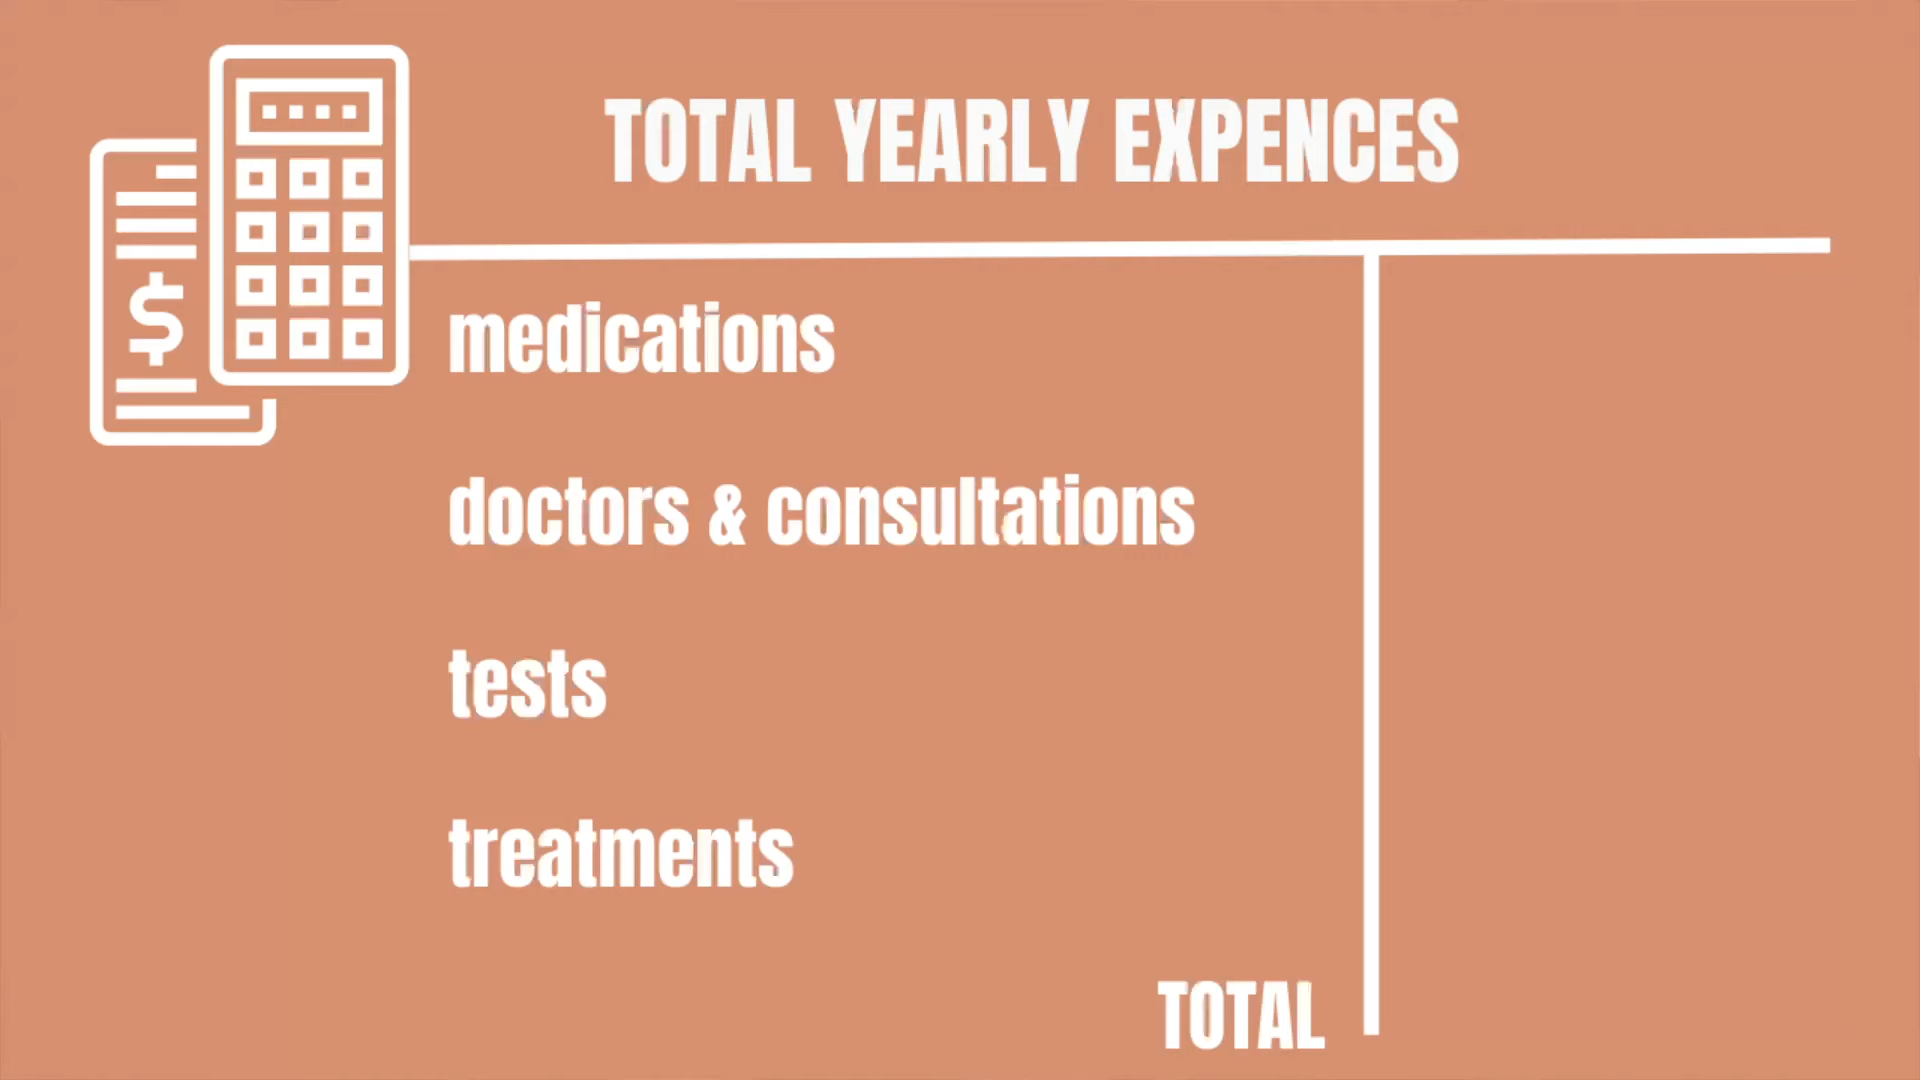 TOTAL YEARLY EXPENCES
$
medications
doctors & consultations
tests
treatments
TOTAL